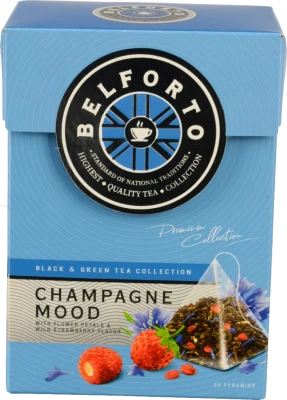 BELFORTO
• STANDARD OF NATIONAL TRADITIONS •
HIGHEST • QUALITY TEA • COLLECTION
Premium
Collection
BLACK & GREEN TEA COLLECTION
CHAMPAGNE
MOOD
WITH FLOWER PETALS &
WILD STRAWBERRY FLAVOR
20 PYRAMIDS